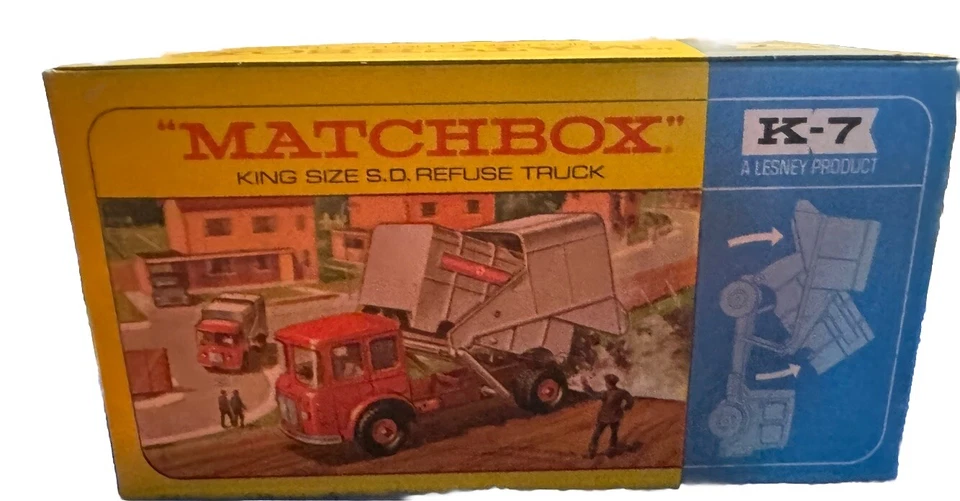 "MATCHBOX"
KING SIZE S.D. REFUSE TRUCK
K-7
A LESNEY PRODUCT